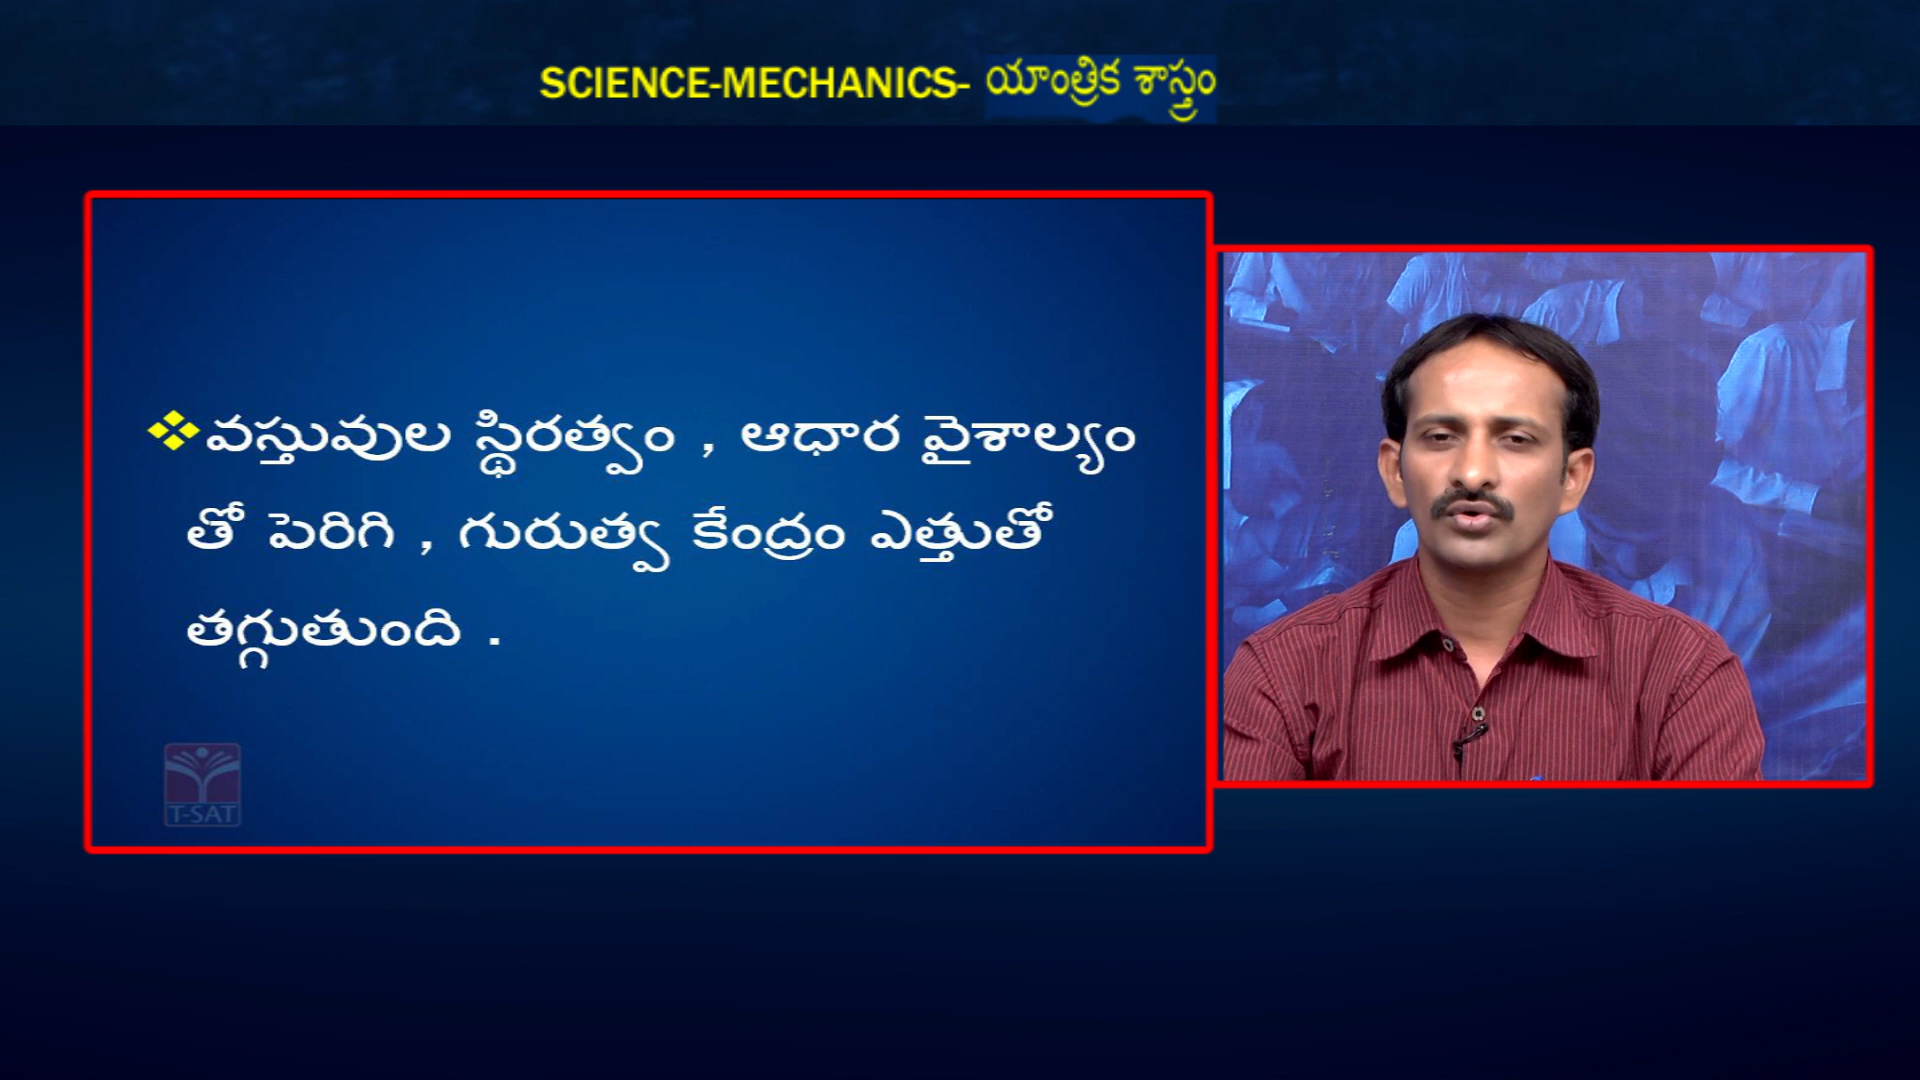 SCIENCE-MECHANICS- యాంత్రిక శాస్త్రం
❖వస్తువుల స్థిరత్వం , ఆధార వైశాల్యం
తో పెరిగి , గురుత్వ కేంద్రం ఎత్తుతో
తగ్గుతుంది .
T-SAT